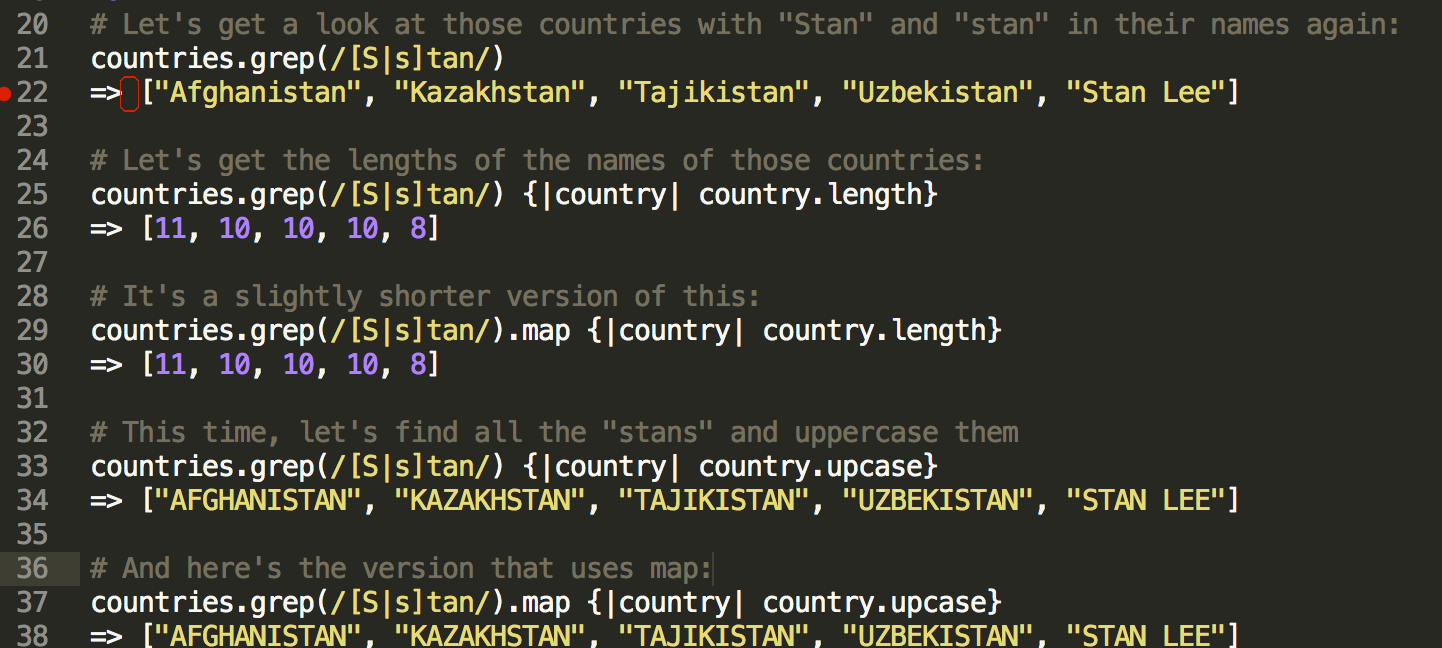 20 # Let's get a look at those countries with "Stan" and "stan" in their names again:
21 countries.grep(/[S|s]tan/)
22 => ["Afghanistan", "Kazakhstan", "Tajikistan", "Uzbekistan", "Stan Lee"]
23
24 # Let's get the lengths of the names of those countries:
25 countries.grep(/[S|s]tan/) {|country| country.length}
26 => [11, 10, 10, 10, 8]
27
28 # It's a slightly shorter version of this:
29 countries.grep(/[S|s]tan/).map {|country| country.length}
30 => [11, 10, 10, 10, 8]
31
32 # This time, let's find all the "stans" and uppercase them
33 countries.grep(/[S|s]tan/) {|country| country.upcase}
34 => ["AFGHANISTAN", "KAZAKHSTAN", "TAJIKISTAN", "UZBEKISTAN", "STAN LEE"]
35
36 # And here's the version that uses map:
37 countries.grep(/[S|s]tan/).map {|country| country.upcase}
38 => ["AFGHANISTAN", "KAZAKHSTAN", "TAJIKISTAN", "UZBEKISTAN", "STAN LEE"]